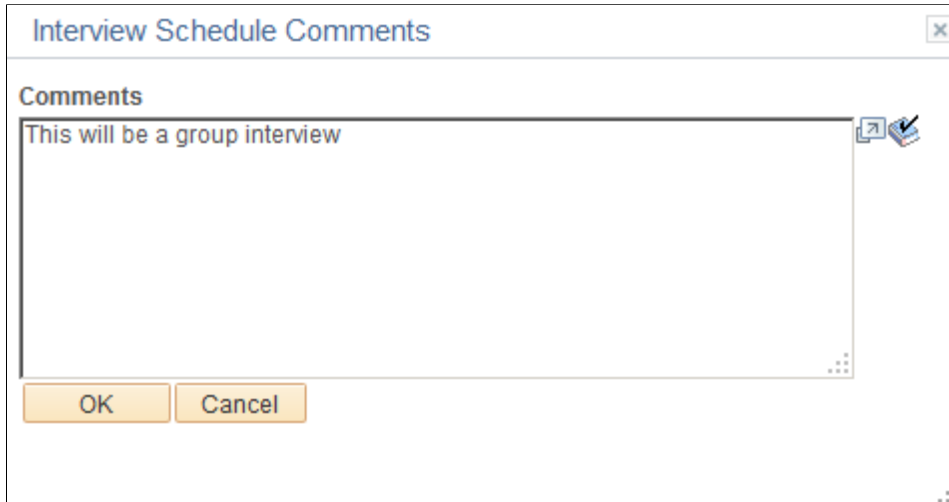 Interview Schedule Comments
Comments
This will be a group interview
OK Cancel